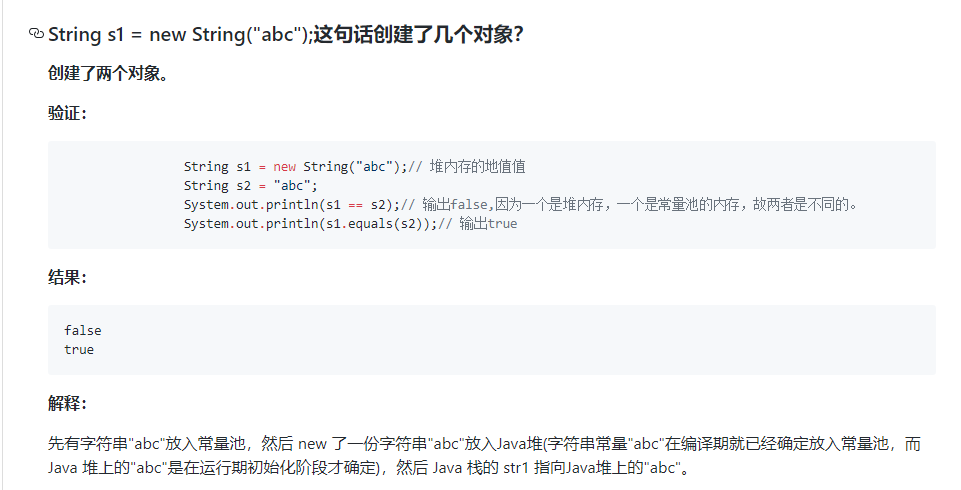 String s1 = new String("abc");这句话创建了几个对象？
创建了两个对象。
验证：
String s1 = new String("abc");// 堆内存的地值值
String s2 = "abc";
System.out.println(s1 == s2);// 输出false,因为一个是堆内存，一个是常量池的内存，故两者是不同的。
System.out.println(s1.equals(s2));// 输出true
结果：
false
true
解释：
先有字符串"abc"放入常量池，然后 new 了一份字符串"abc"放入Java堆(字符串常量"abc"在编译期就已经确定放入常量池，而
Java 堆上的"abc"是在运行期初始化阶段才确定)，然后 Java 栈的 str1 指向Java堆上的"abc"。